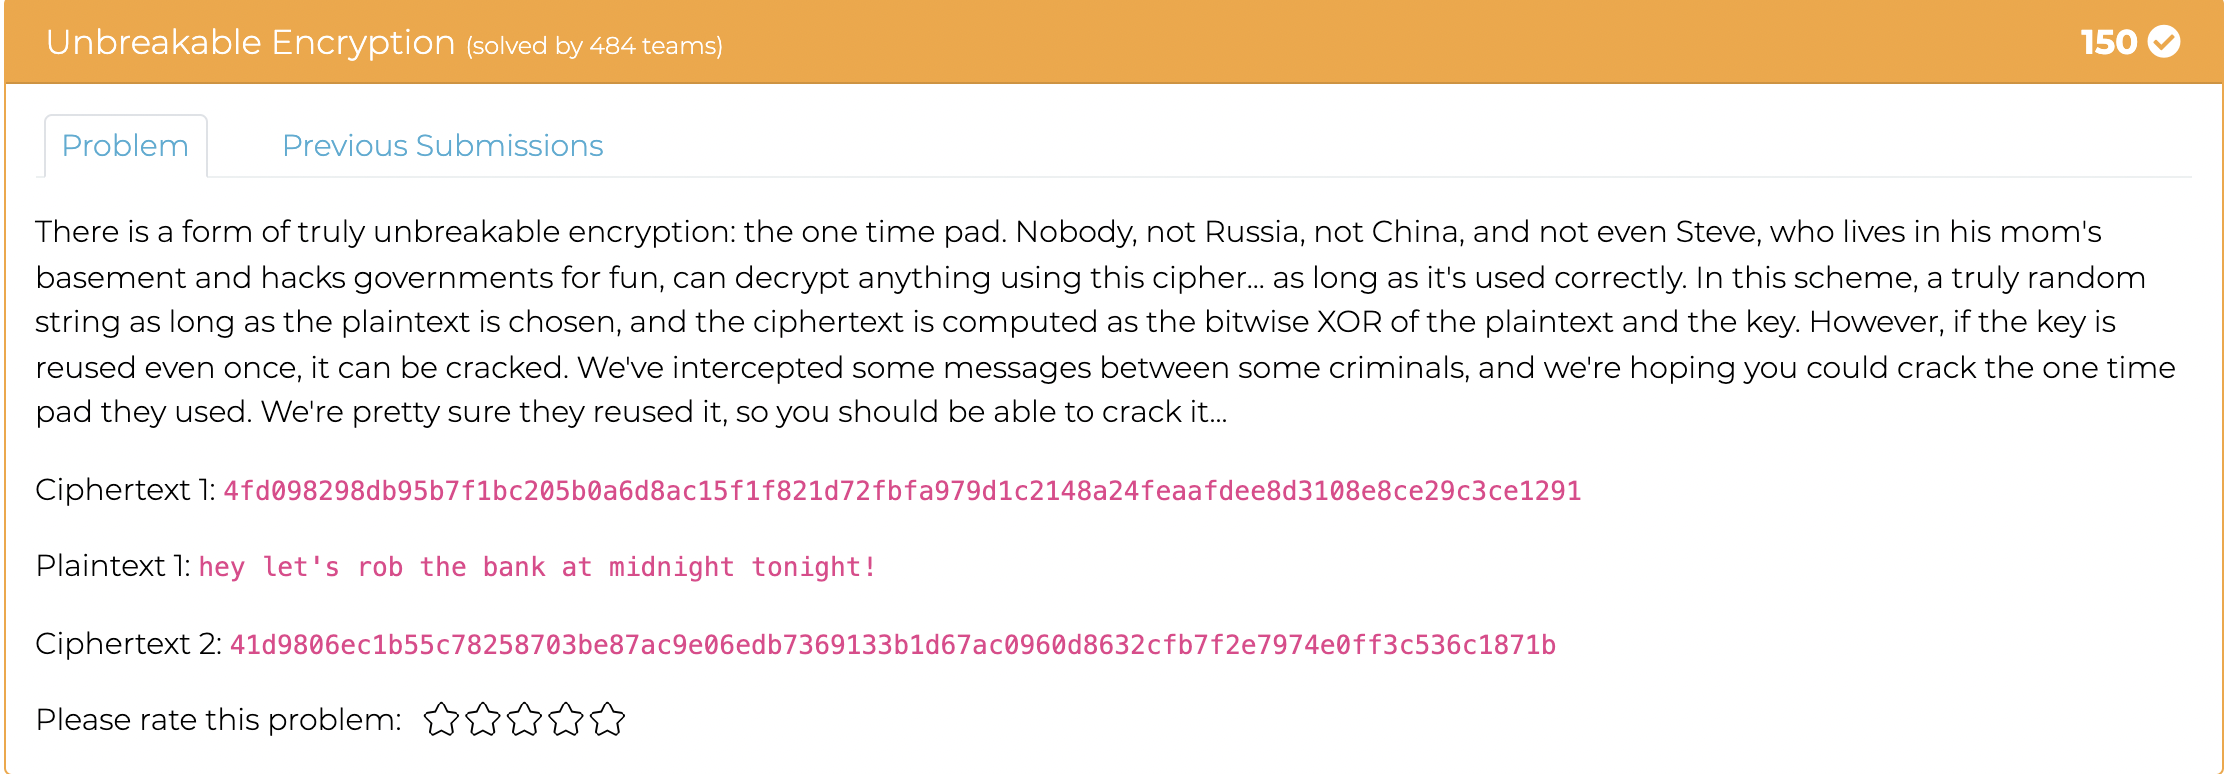 Unbreakable Encryption (solved by 484 teams)
150
Problem
Previous Submissions
There is a form of truly unbreakable encryption: the one time pad. Nobody, not Russia, not China, and not even Steve, who lives in his mom's
basement and hacks governments for fun, can decrypt anything using this cipher... as long as it's used correctly. In this scheme, a truly random
string as long as the plaintext is chosen, and the ciphertext is computed as the bitwise XOR of the plaintext and the key. However, if the key is
reused even once, it can be cracked. We've intercepted some messages between some criminals, and we're hoping you could crack the one time
pad they used. We're pretty sure they reused it, so you should be able to crack it...
Ciphertext 1: 4fd098298db95b7f1bc205b0a6d8ac15f1f821d72fbfa979d1c2148a24feaafdee8d3108e8ce29c3ce1291
Plaintext 1: hey let's rob the bank at midnight tonight!
Ciphertext 2: 41d9806ec1b55c78258703be87ac9e06edb7369133b1d67ac0960d8632cfb7f2e7974e0ff3c536c1871b
Please rate this problem: